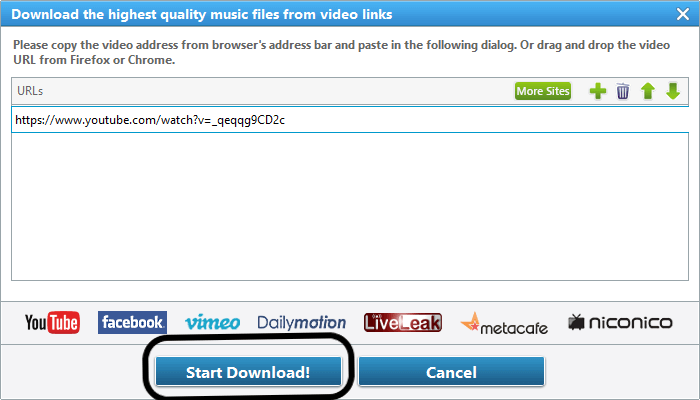 Download the highest quality music files from video links
Please copy the video address from browser's address bar and paste in the following dialog. Or drag and drop the video
URL from Firefox or Chrome.
URLs More Sites
https://www.youtube.com/watch?v=_qeqqg9CD2c
YouTube facebook. vimeo Dailymotion LiveLeak metacafe niconico
Start Download! Cancel